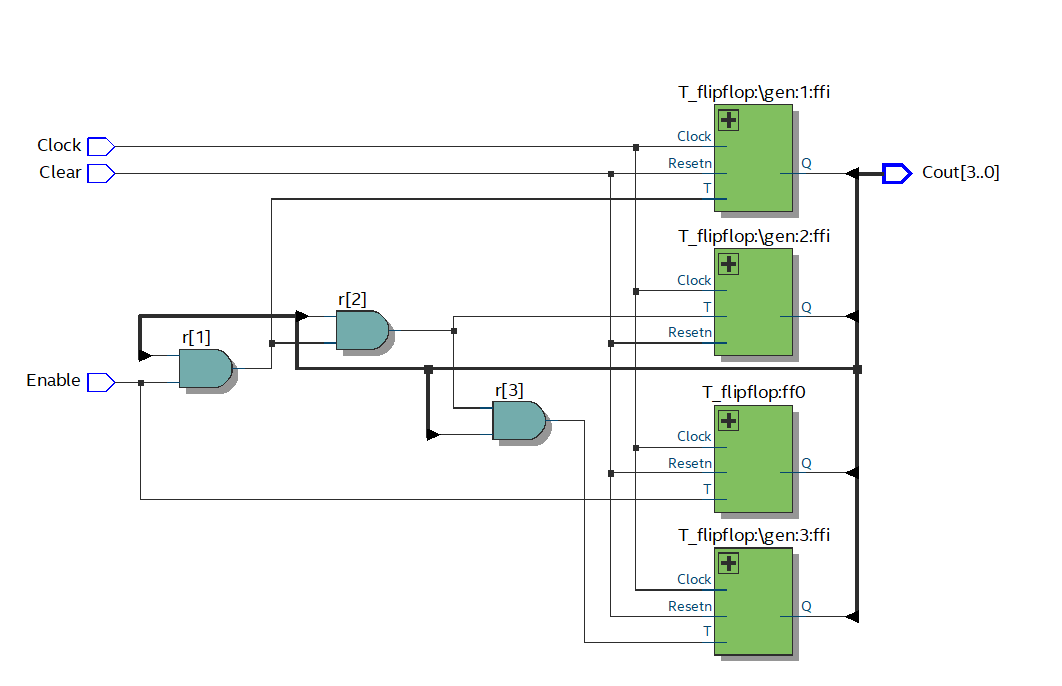 T_flipflop:\gen:1:ffi
Clock
Clock
Resetn
Clear
Q
Cout[3..0]
T
T_flipflop:\gen:2:ffi
Clock
r[2]
T
Q
Resetn
r[1]
Enable
r[3]
T_flipflop:ff0
Clock
Resetn
Q
T
T_flipflop:\gen:3:ffi
Clock
Resetn
Q
T